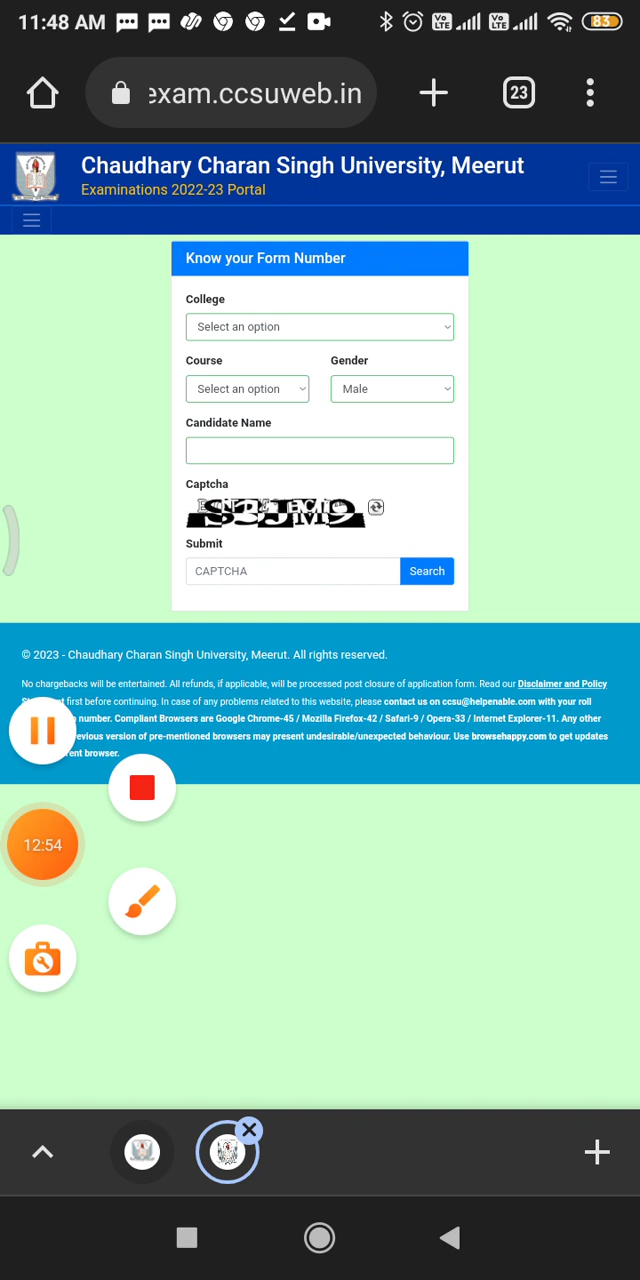 11:48 AM
Vo LTE
Vo LTE
83
exam.ccsuweb.in
23
Chaudhary Charan Singh University, Meerut
Examinations 2022-23 Portal
Know your Form Number
College
Select an option
Course Gender
Select an option Male
Candidate Name
Captcha
Submit
CAPTCHA Search
© 2023 - Chaudhary Charan Singh University, Meerut. All rights reserved.
No chargebacks will be entertained. All refunds, if applicable, will be processed post closure of application form. Read our Disclaimer and Policy
first before continuing. In case of any problems related to this website, please contact us on ccsu@helpenable.com with your roll
number. Compliant Browsers are Google Chrome-45 / Mozilla Firefox-42 / Safari-9 / Opera-33 / Internet Explorer-11. Any other
version of pre-mentioned browsers may present undesirable/unexpected behaviour. Use browsehappy.com to get updates
browser.
12:54